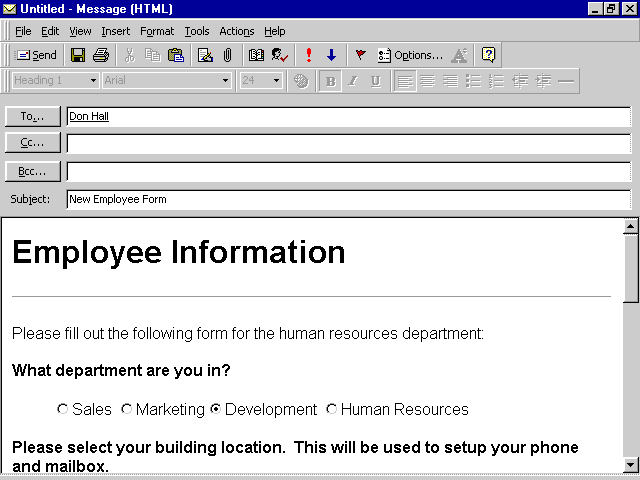 Untitled - Message (HTML)
File Edit View Insert Format Tools Actions Help
Send Options...
Heading 1 Arial 24 B I U
To... Don Hall
Cc...
Bcc...
Subject: New Employee Form
Employee Information
Please fill out the following form for the human resources department:
What department are you in?
Sales Marketing Development Human Resources
Please select your building location. This will be used to setup your phone
and mailbox.